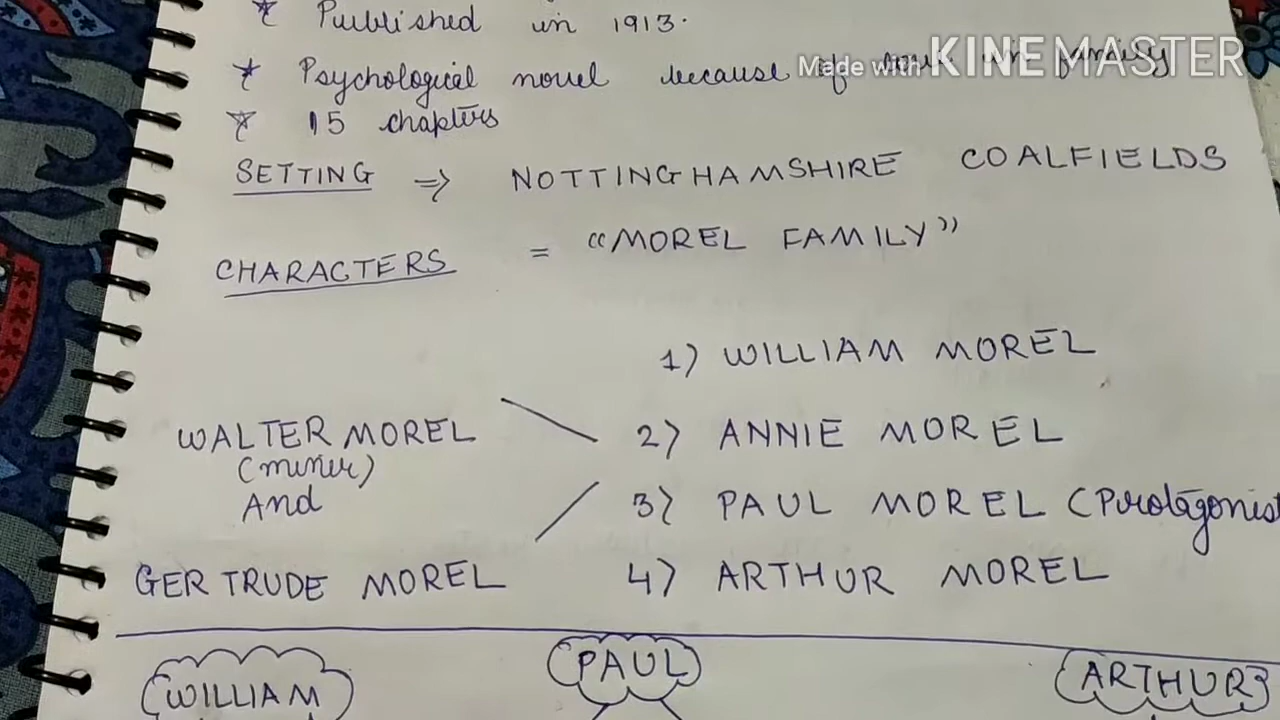 ☆ Published in 1913.
Made with KINEMASTER
☆ Psychological novel because of in family
☆ 15 chapters
SETTING ⇒ NOTTINGHAMSHIRE COALFIELDS
CHARACTERS = "MOREL FAMILY"
1) WILLIAM MOREL
WALTER MOREL 2) ANNIE MOREL
(miner)
And 3) PAUL MOREL (Protagonist
GERTRUDE MOREL 4) ARTHUR MOREL
WILLIAM PAUL ARTHUR